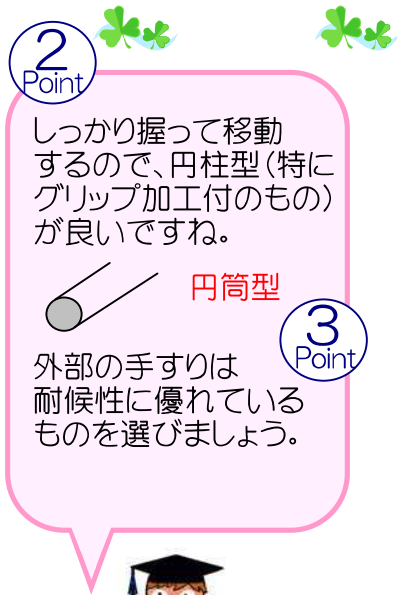 2
Point
しっかり握って移動
するので、円柱型（特に
グリップ加工付のもの）
が良いですね。
円筒型
3
Point
外部の手すりは
耐候性に優れている
ものを選びましょう。